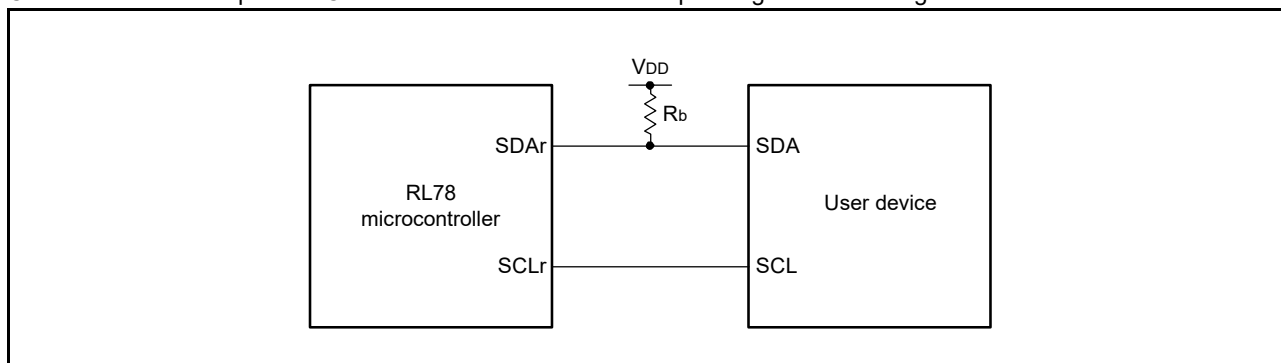 VDD
Rb
SDAr
SDA
RL78
microcontroller
User device
SCLr
SCL